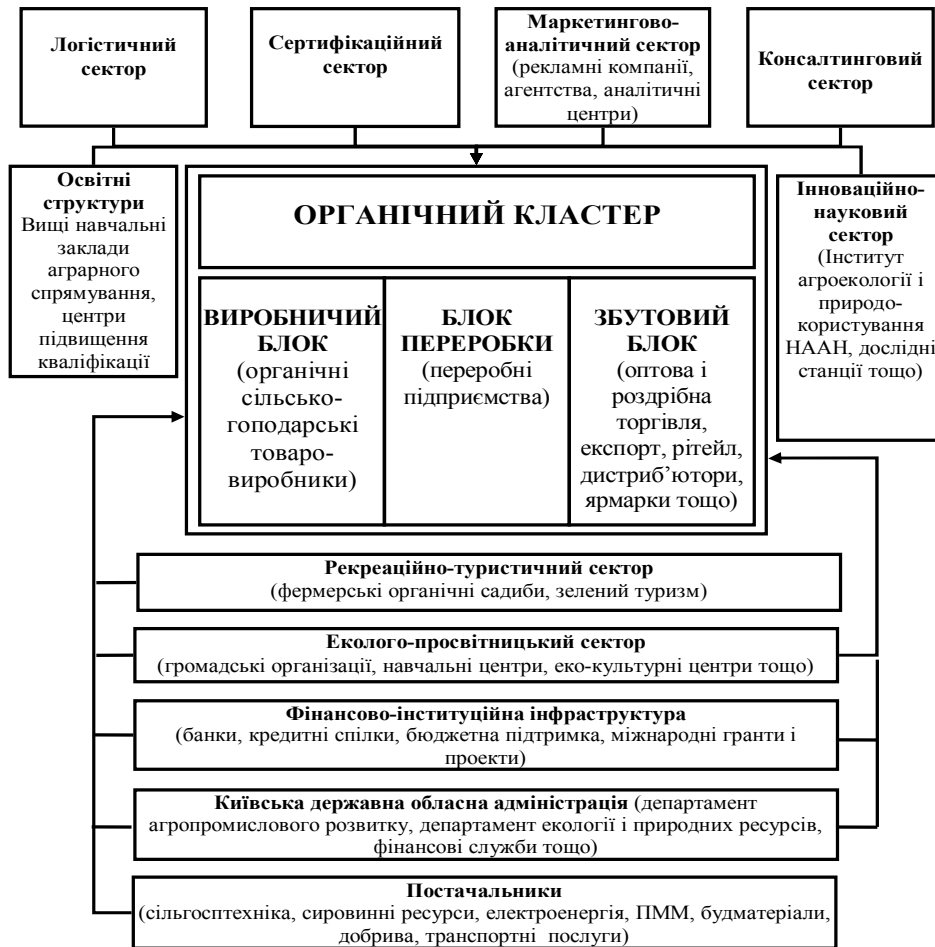 Логістичний
сектор
Сертифікаційний
сектор
Маркетингово-
аналітичний сектор
(рекламні компанії,
агентства, аналітичні
центри)
Консалтинговий
сектор
Освітні
структури
Вищі навчальні
заклади
аграрного
спрямування,
центри
підвищення
кваліфікації
ОРГАНІЧНИЙ КЛАСТЕР
Інноваційно-
науковий
сектор
(Інститут
агроекології і
природо-
користування
НААН, дослідні
станції тощо)
ВИРОБНИЧИЙ
БЛОК
(органічні
сільсько-
гоподарські
товаро-
виробники)
БЛОК
ПЕРЕРОБКИ
(переробні
підприємства)
ЗБУТОВИЙ
БЛОК
(оптова і
роздрібна
торгівля,
експорт, рітейл,
дистриб’ютори,
ярмарки тощо)
Рекреаційно-туристичний сектор
(фермерські органічні садиби, зелений туризм)
Еколого-просвітницький сектор
(громадські організації, навчальні центри, еко-культурні центри тощо)
Фінансово-інституційна інфраструктура
(банки, кредитні спілки, бюджетна підтримка, міжнародні гранти і
проекти)
Київська державна обласна адміністрація (департамент
агропромислового розвитку, департамент екології і природних ресурсів,
фінансові служби тощо)
Постачальники
(сільгосптехніка, сировинні ресурси, електроенергія, ПММ, будматеріали,
добрива, транспортні послуги)